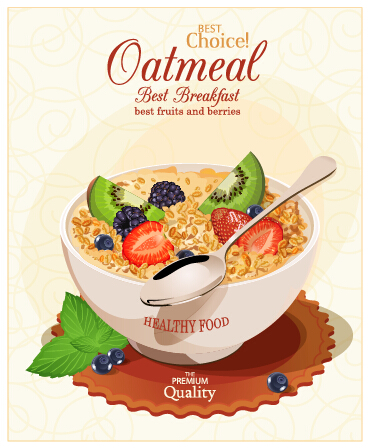 BEST
Choice!
Oatmeal
Best Breakfast
best fruits and berries
HEALTHY FOOD
THE
PREMIUM
Quality